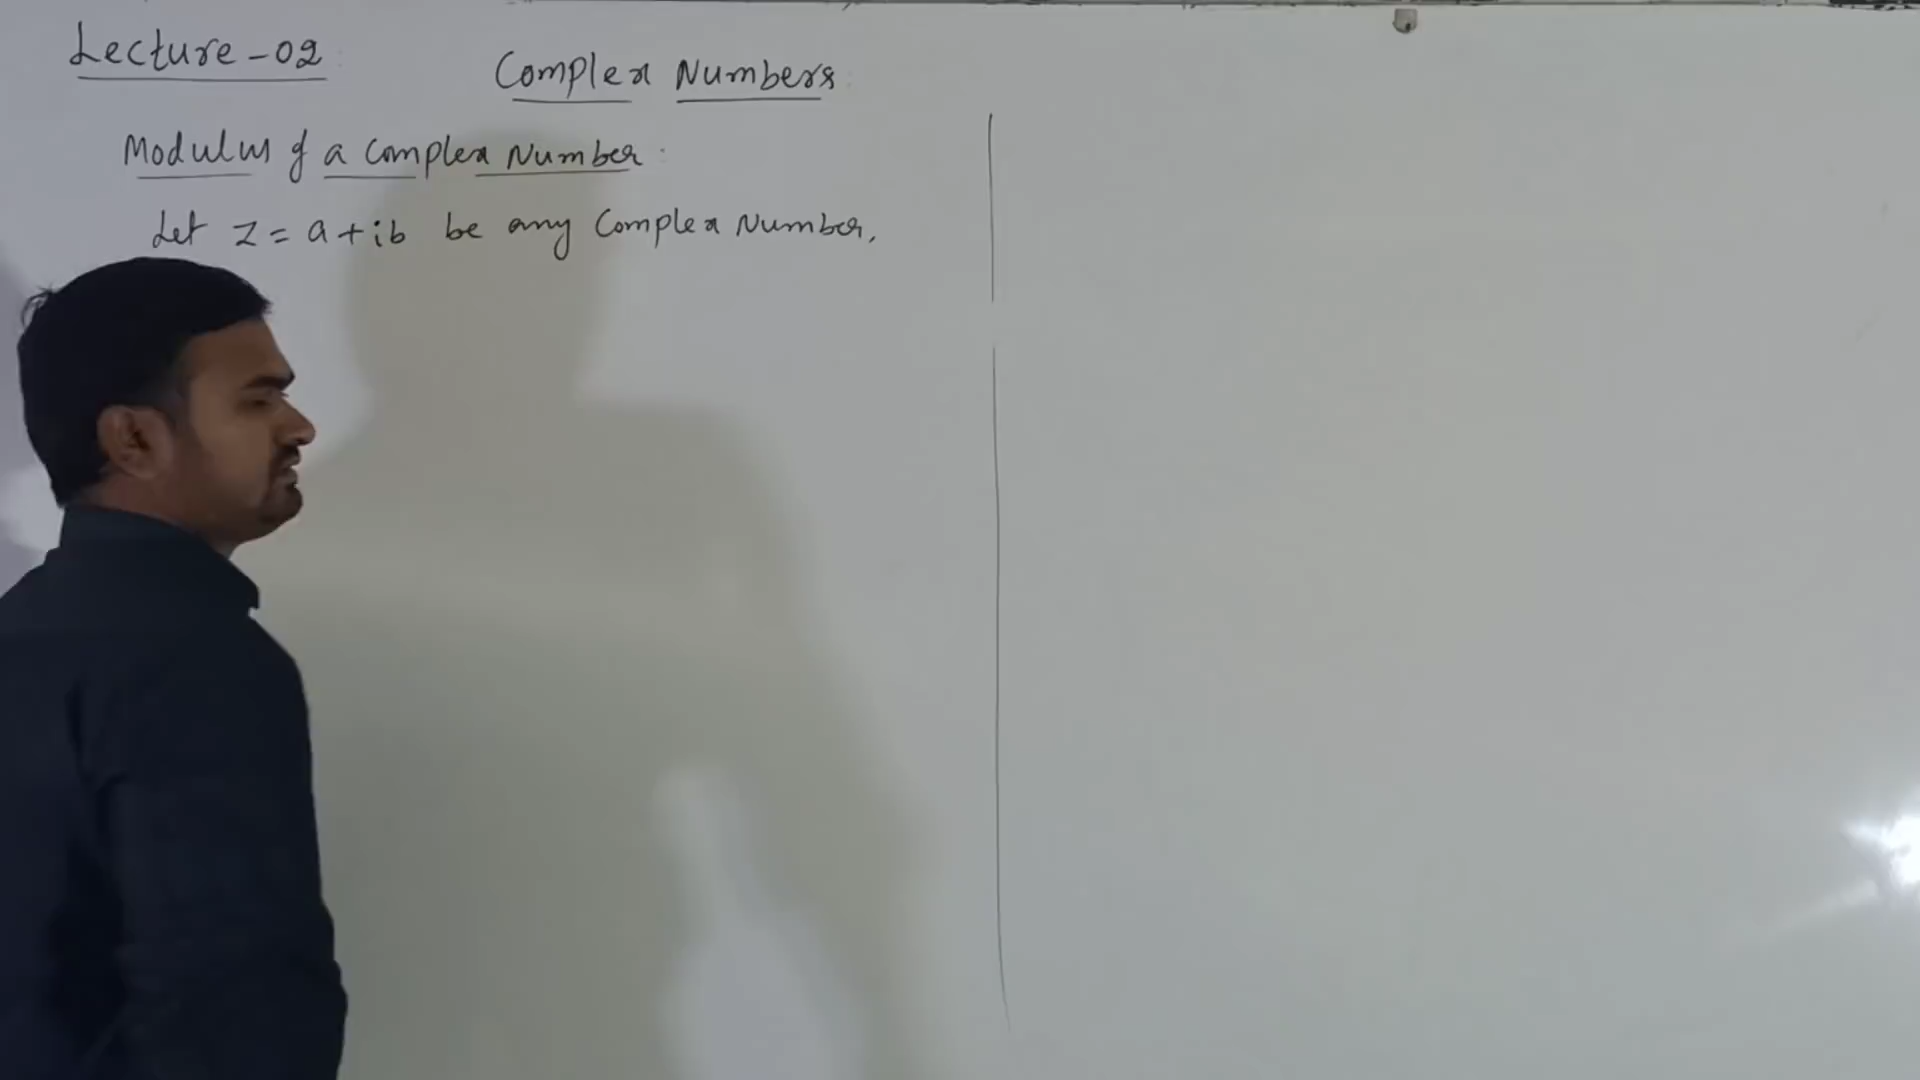 Lecture-02
Complex Numbers
Modulus of a Complex Number:
Let z = a + ib be any Complex Number,